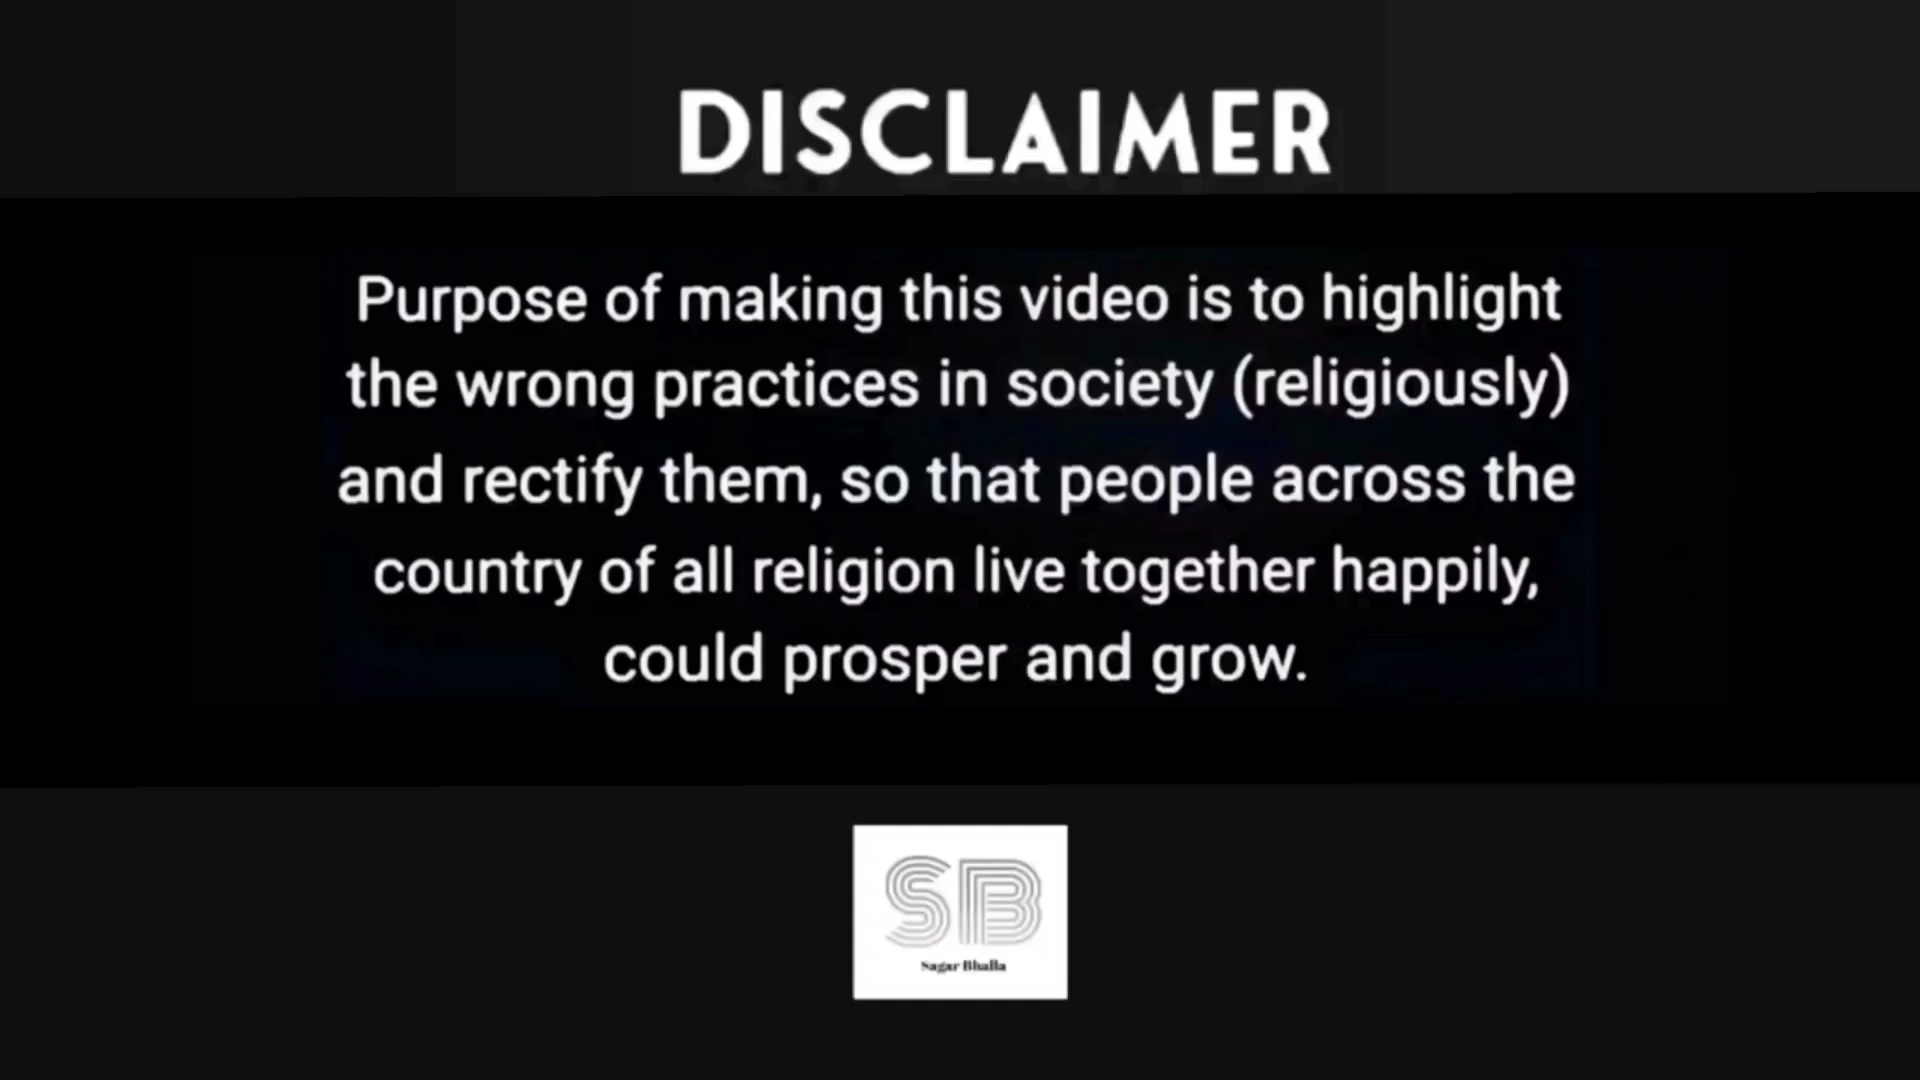 DISCLAIMER
Purpose of making this video is to highlight
the wrong practices in society (religiously)
and rectify them, so that people across the
country of all religion live together happily,
could prosper and grow.
SB
Sagar Bhalla